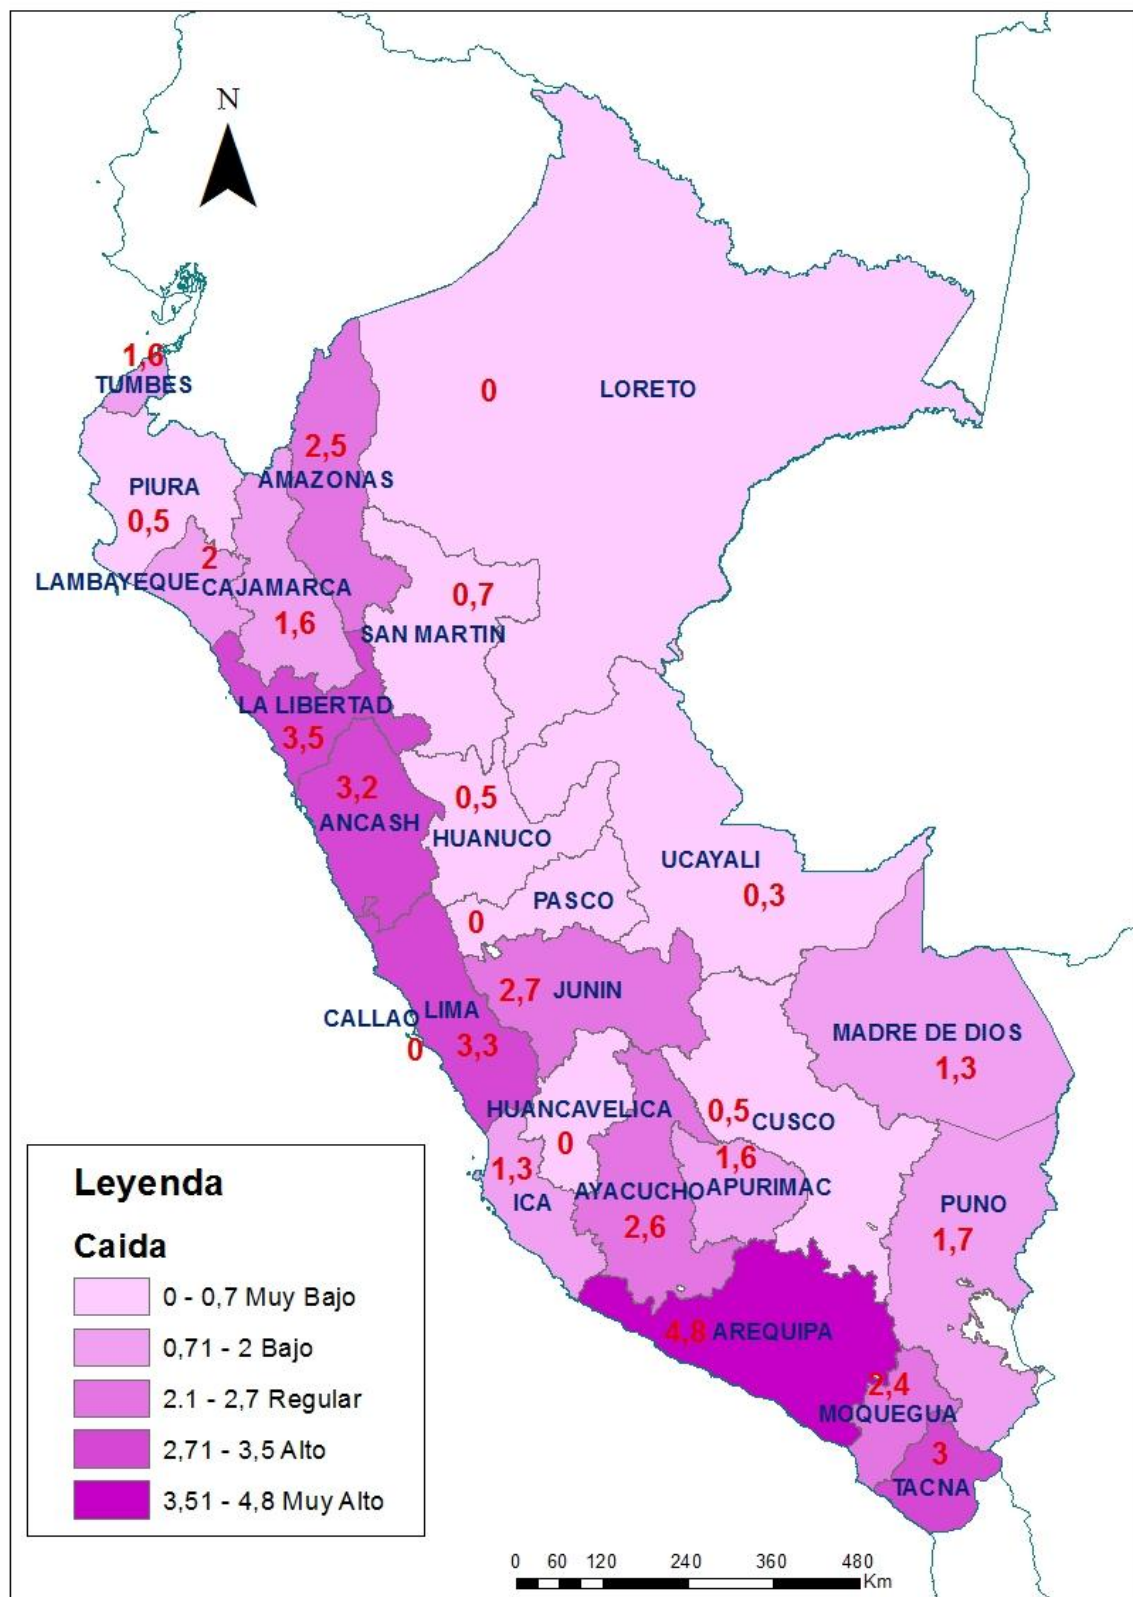 N
1,6
TUMBES
0
LORETO
2,5
AMAZONAS
PIURA
0,5
2
LAMBAYEQUE
CAJAMARCA
1,6
0,7
SAN MARTIN
LA LIBERTAD
3,5
3,2
ANCASH
0,5
HUANUCO
UCAYALI
0,3
PASCO
0
2,7
JUNIN
CALLAO
0
LIMA
3,3
MADRE DE DIOS
1,3
HUANCAVELICA
0
0,5
CUSCO
1,3
ICA
AYACUCHO
2,6
1,6
APURIMAC
PUNO
1,7
4,8
AREQUIPA
2,4
MOQUEGUA
3
TACNA
Leyenda
Caida
0 - 0,7 Muy Bajo
0,71 - 2 Bajo
2.1 - 2,7 Regular
2,71 - 3,5 Alto
3,51 - 4,8 Muy Alto
0 60 120 240 360 480
Km